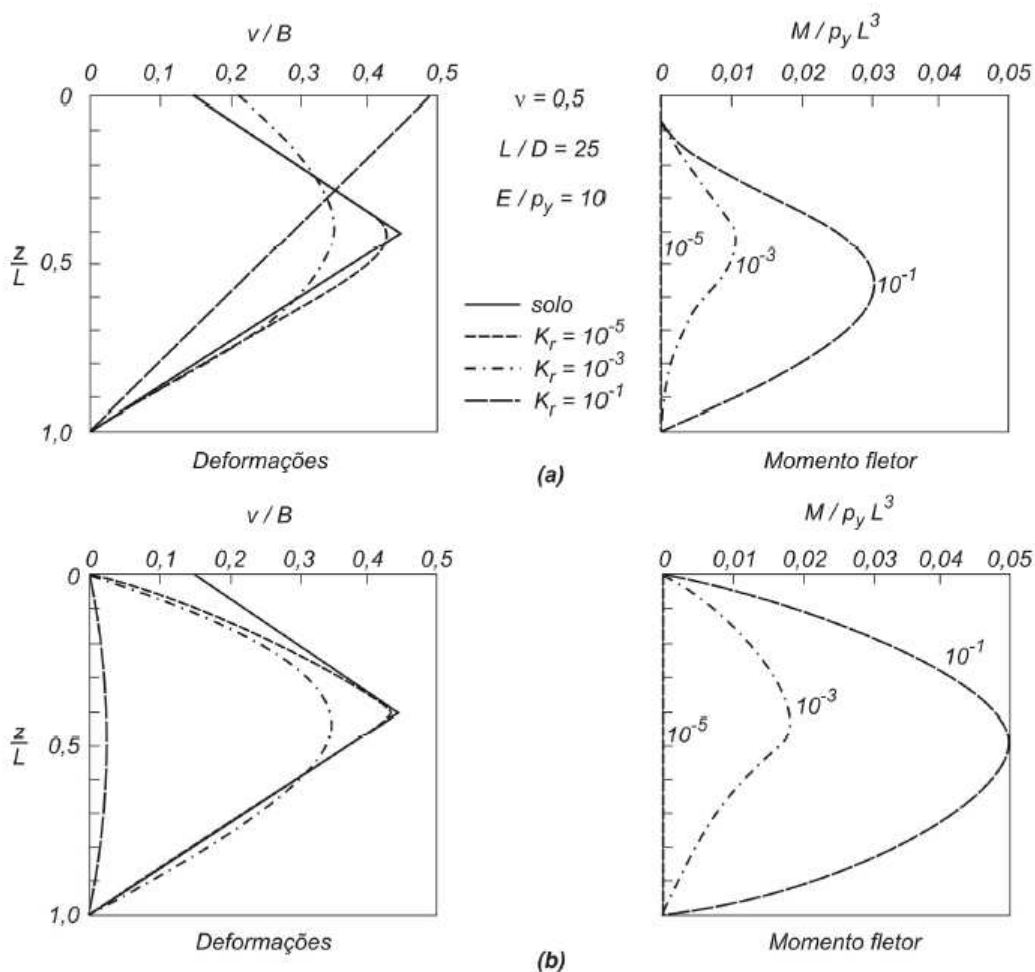 v / B
0 0,1 0,2 0,3 0,4 0,5
0
z/L 0,5
1,0
Deformações
ν = 0,5
L / D = 25
E / p_y = 10
solo
K_r = 10^-5
K_r = 10^-3
K_r = 10^-1
M / p_y L^3
0 0,01 0,02 0,03 0,04 0,05
10^-5
10^-3
10^-1
Momento fletor
(a)
v / B
0 0,1 0,2 0,3 0,4 0,5
0
z/L 0,5
1,0
Deformações
M / p_y L^3
0 0,01 0,02 0,03 0,04 0,05
10^-1
10^-3
10^-5
Momento fletor
(b)